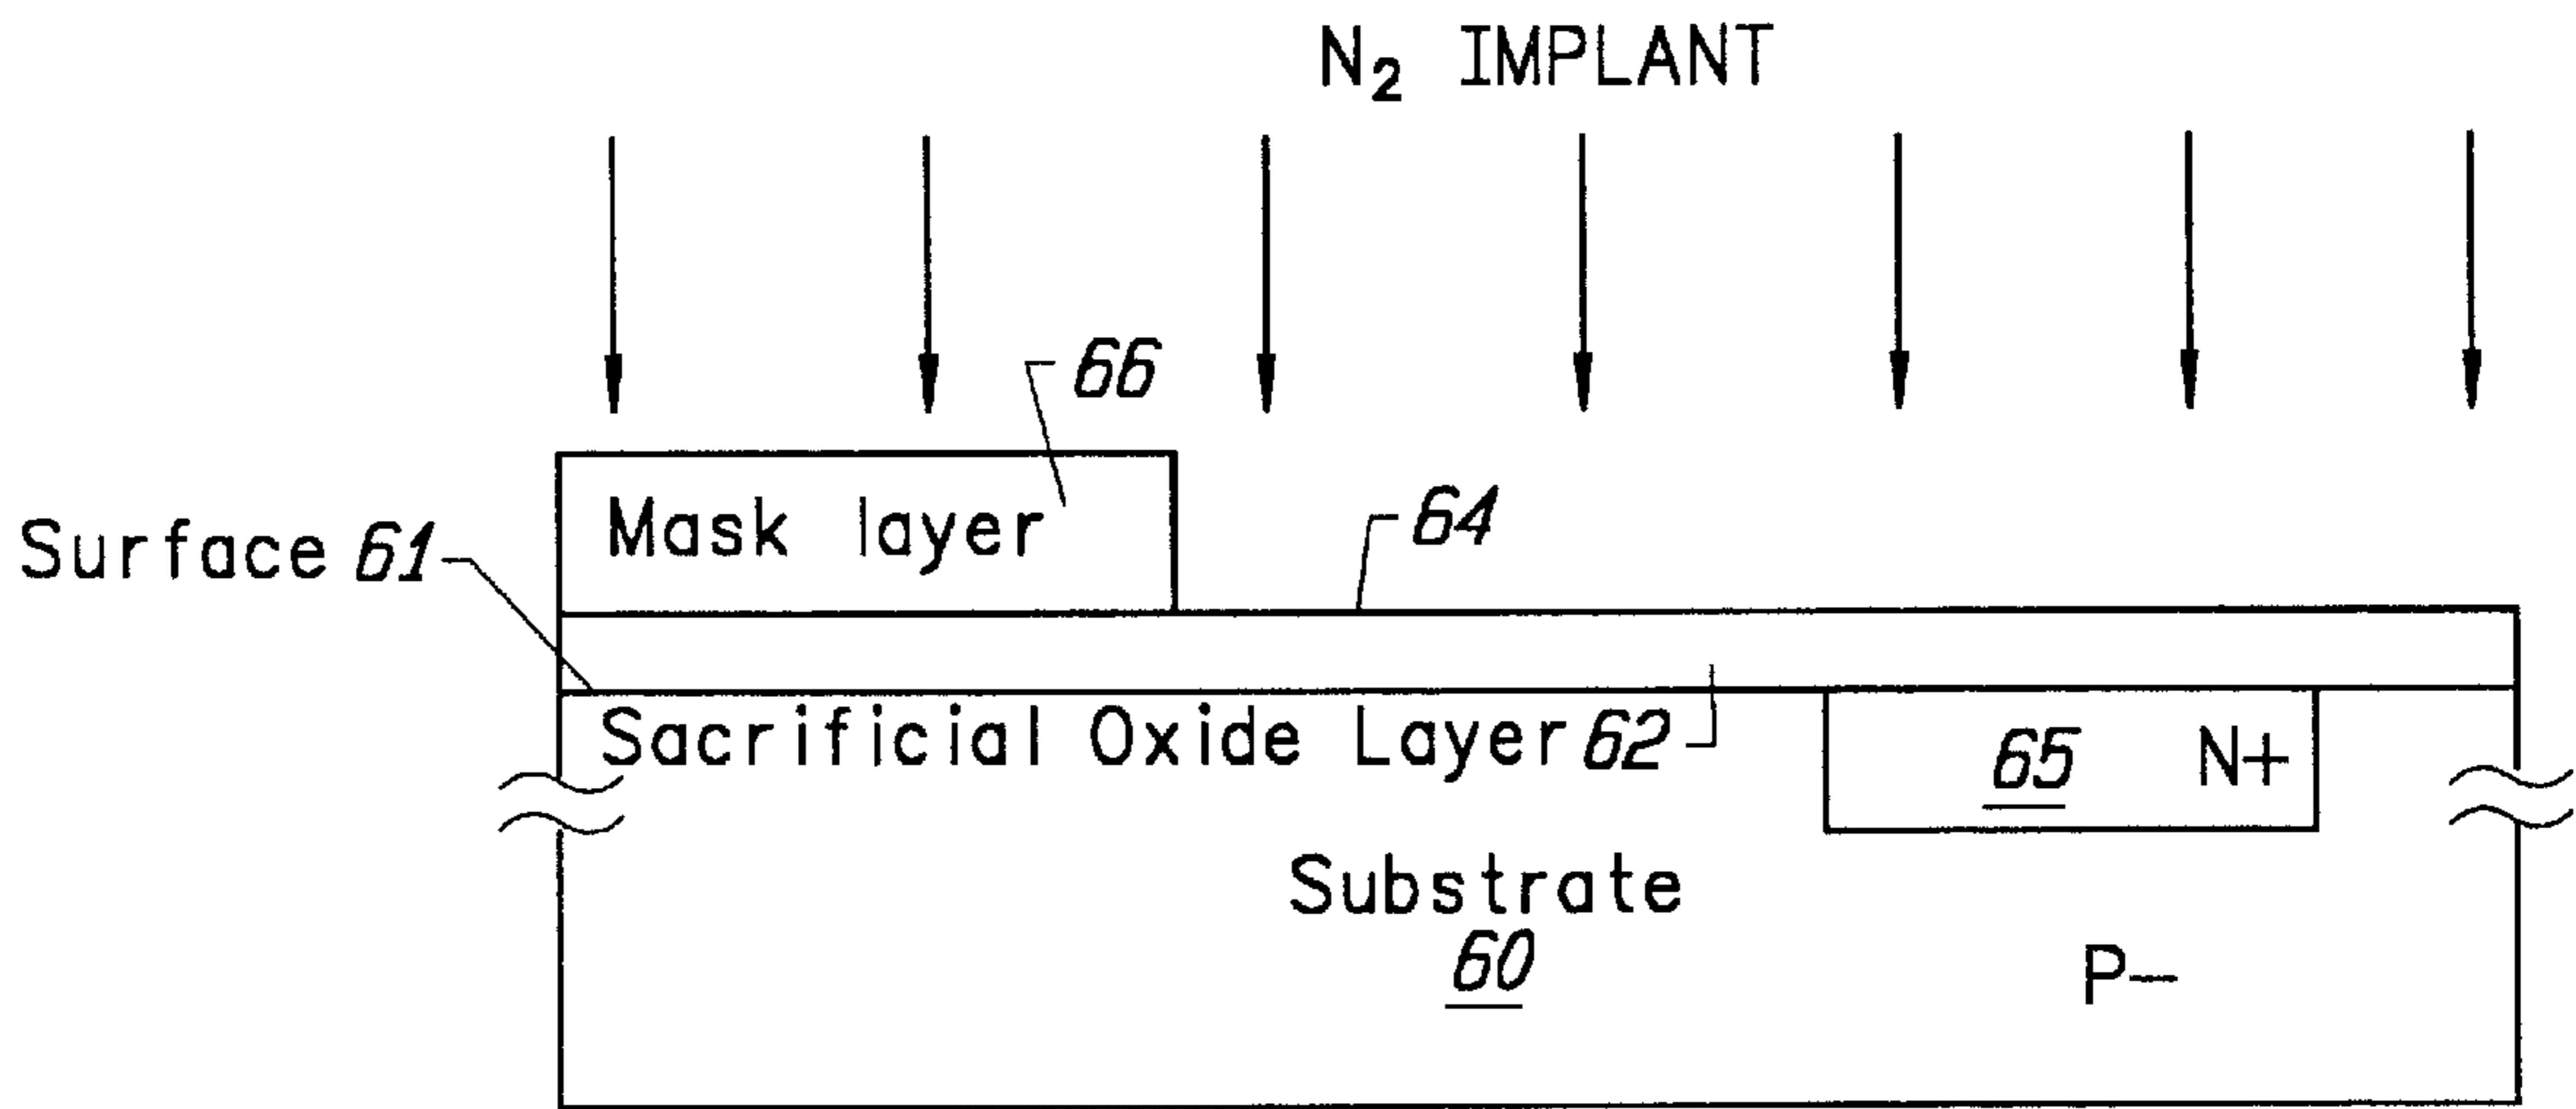 N₂ IMPLANT
66
Mask layer
64
Surface 61
Sacrificial Oxide Layer 62
65 N+
Substrate
60
P−